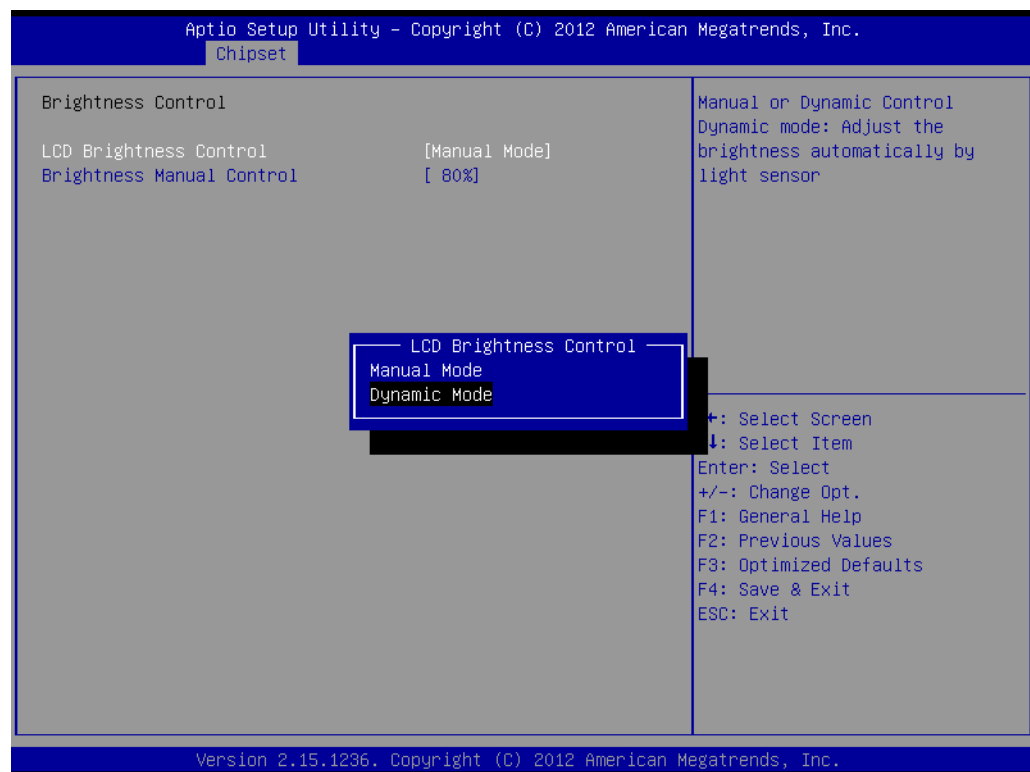 Aptio Setup Utility – Copyright (C) 2012 American Megatrends, Inc.
Chipset
Brightness Control
LCD Brightness Control [Manual Mode]
Brightness Manual Control [ 80%]
Manual or Dynamic Control
Dynamic mode: Adjust the
brightness automatically by
light sensor
LCD Brightness Control
Manual Mode
Dynamic Mode
: Select Screen
↓: Select Item
Enter: Select
+/-: Change Opt.
F1: General Help
F2: Previous Values
F3: Optimized Defaults
F4: Save & Exit
ESC: Exit
Version 2.15.1236. Copyright (C) 2012 American Megatrends, Inc.